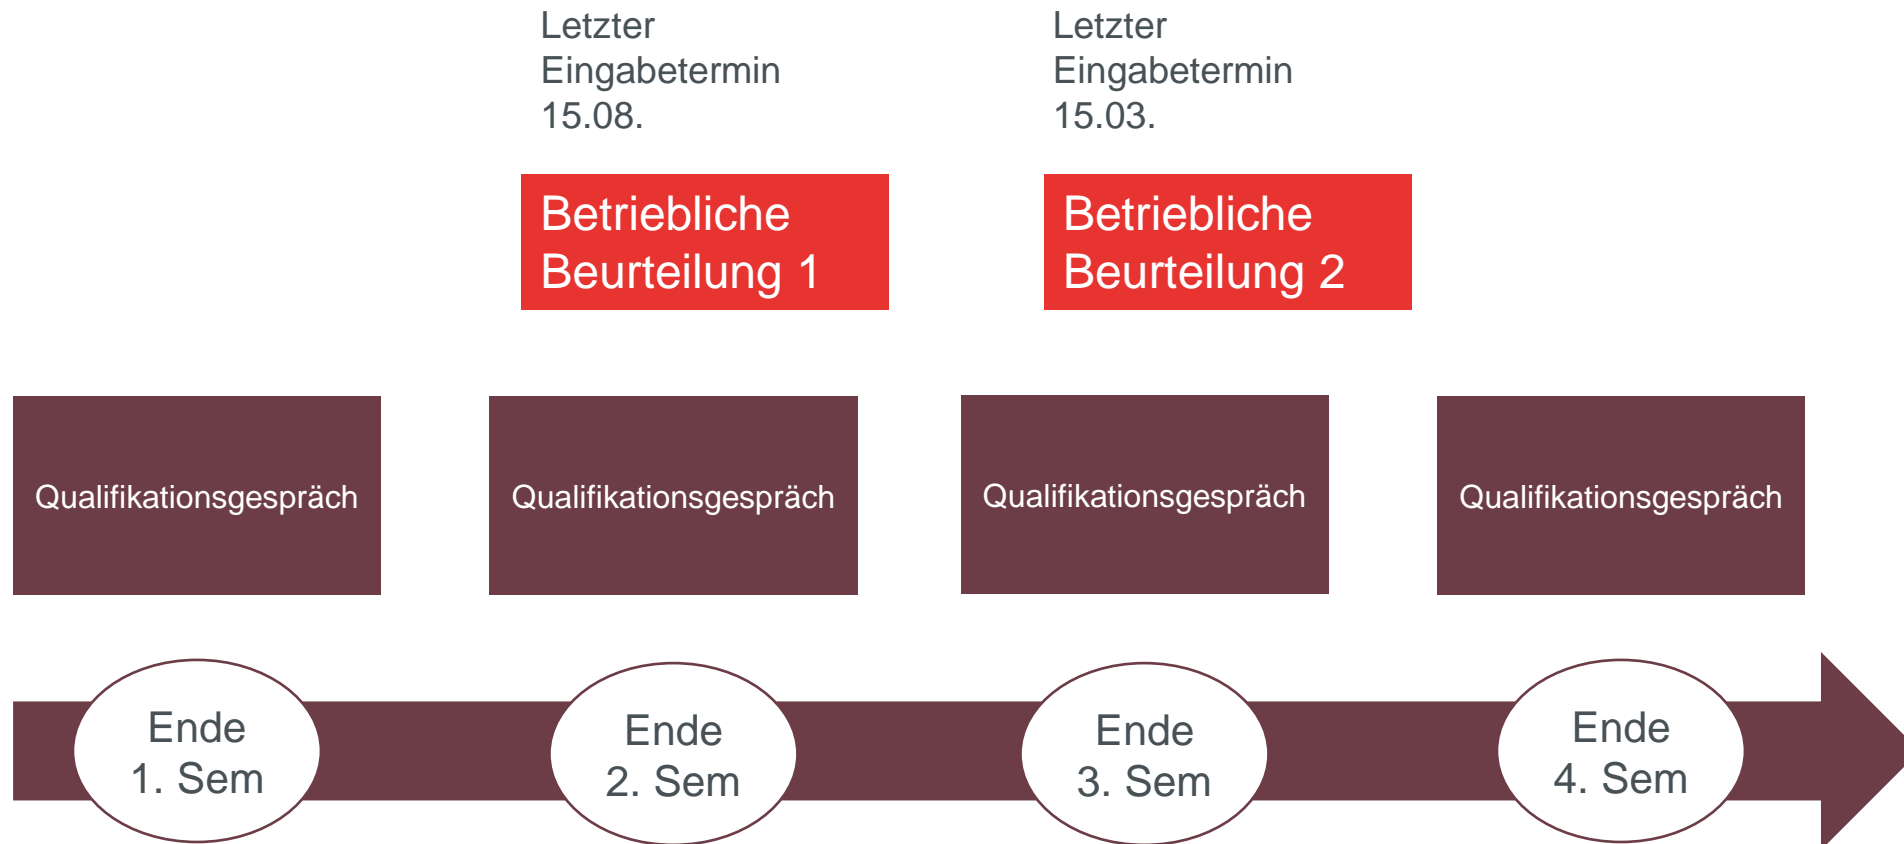 Letzter
Eingabetermin
15.08.
Letzter
Eingabetermin
15.03.
Betriebliche
Beurteilung 1
Betriebliche
Beurteilung 2
Qualifikationsgespräch
Qualifikationsgespräch
Qualifikationsgespräch
Qualifikationsgespräch
Ende
1. Sem
Ende
2. Sem
Ende
3. Sem
Ende
4. Sem